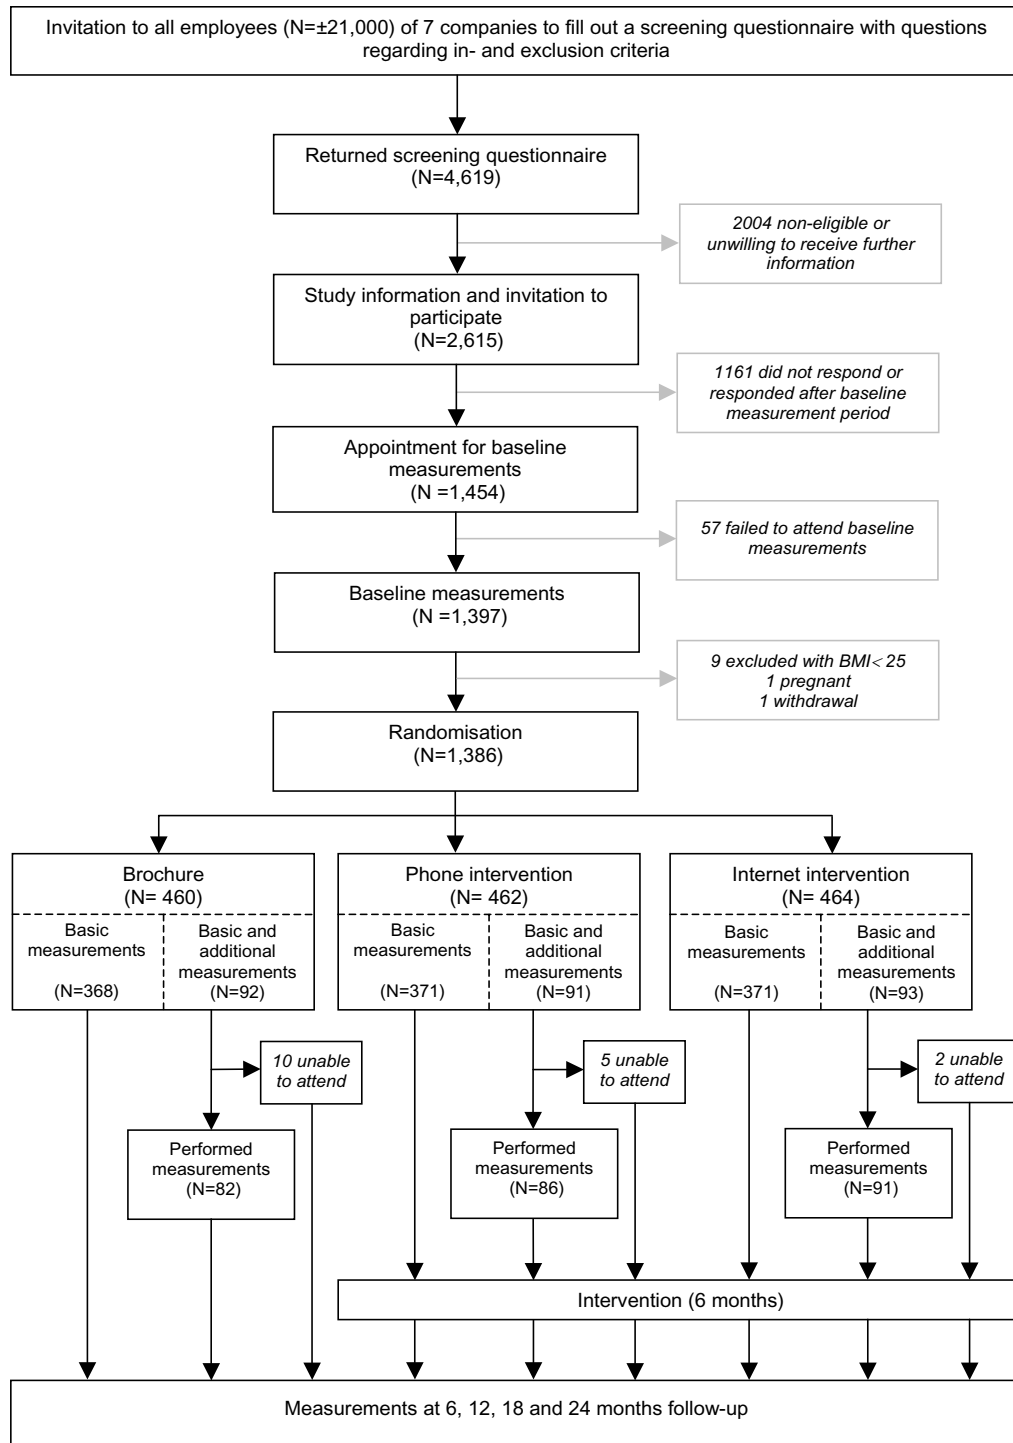 Invitation to all employees (N=±21,000) of 7 companies to fill out a screening questionnaire with questions
regarding in- and exclusion criteria
Returned screening questionnaire
(N=4,619)
2004 non-eligible or
unwilling to receive further
information
Study information and invitation to
participate
(N=2,615)
1161 did not respond or
responded after baseline
measurement period
Appointment for baseline
measurements
(N =1,454)
57 failed to attend baseline
measurements
Baseline measurements
(N =1,397)
9 excluded with BMI< 25
1 pregnant
1 withdrawal
Randomisation
(N=1,386)
Brochure
(N= 460)
Basic
measurements
(N=368)
Basic and
additional
measurements
(N=92)
Phone intervention
(N= 462)
Basic
measurements
(N=371)
Basic and
additional
measurements
(N=91)
Internet intervention
(N= 464)
Basic
measurements
(N=371)
Basic and
additional
measurements
(N=93)
10 unable
to attend
5 unable
to attend
2 unable
to attend
Performed
measurements
(N=82)
Performed
measurements
(N=86)
Performed
measurements
(N=91)
Intervention (6 months)
Measurements at 6, 12, 18 and 24 months follow-up